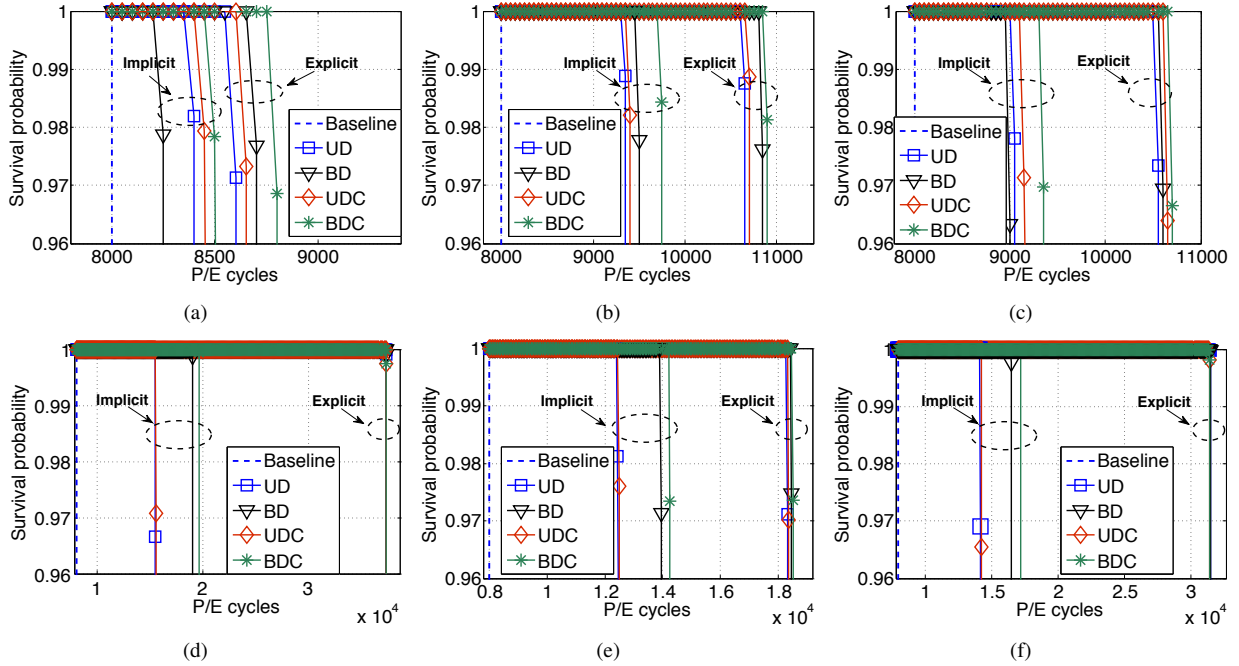 1
0.99
0.98
0.97
0.96
Survival probability
8000
8500
9000
P/E cycles
Implicit
Explicit
Baseline
UD
BD
UDC
BDC
(a)
1
0.99
0.98
0.97
0.96
Survival probability
8000
9000
10000
11000
P/E cycles
Implicit
Explicit
Baseline
UD
BD
UDC
BDC
(b)
1
0.99
0.98
0.97
0.96
Survival probability
8000
9000
10000
11000
P/E cycles
Implicit
Explicit
Baseline
UD
BD
UDC
BDC
(c)
1
0.99
0.98
0.97
0.96
Survival probability
1
2
3
P/E cycles
x 10⁴
Implicit
Explicit
Baseline
UD
BD
UDC
BDC
(d)
1
0.99
0.98
0.97
0.96
Survival probability
0.8
1
1.2
1.4
1.6
1.8
P/E cycles
x 10⁴
Implicit
Explicit
Baseline
UD
BD
UDC
BDC
(e)
1
0.99
0.98
0.97
0.96
Survival probability
1
1.5
2
2.5
3
P/E cycles
x 10⁴
Implicit
Explicit
Baseline
UD
BD
UDC
BDC
(f)